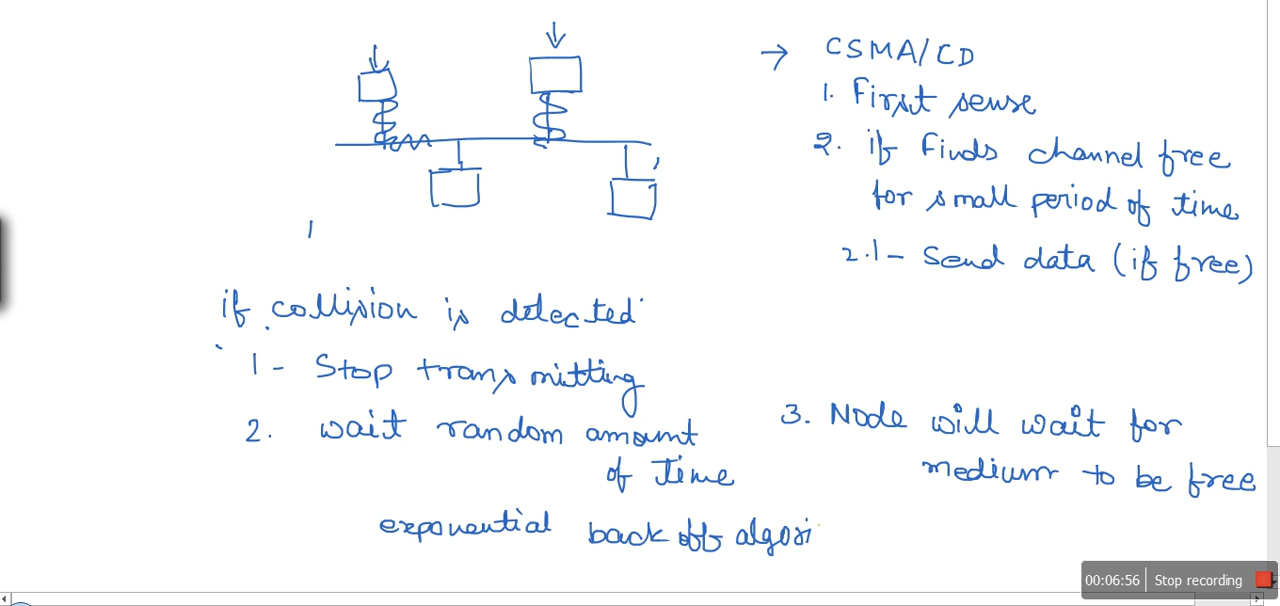 → CSMA/CD
1. First sense
2. if finds channel free
for small period of time
2.1 - Send data (if free)
if collision is detected
1 - Stop transmitting
2. wait random amount
of Time
exponential back off algori
3. Node will wait for
medium to be free
00:06:56 Stop recording